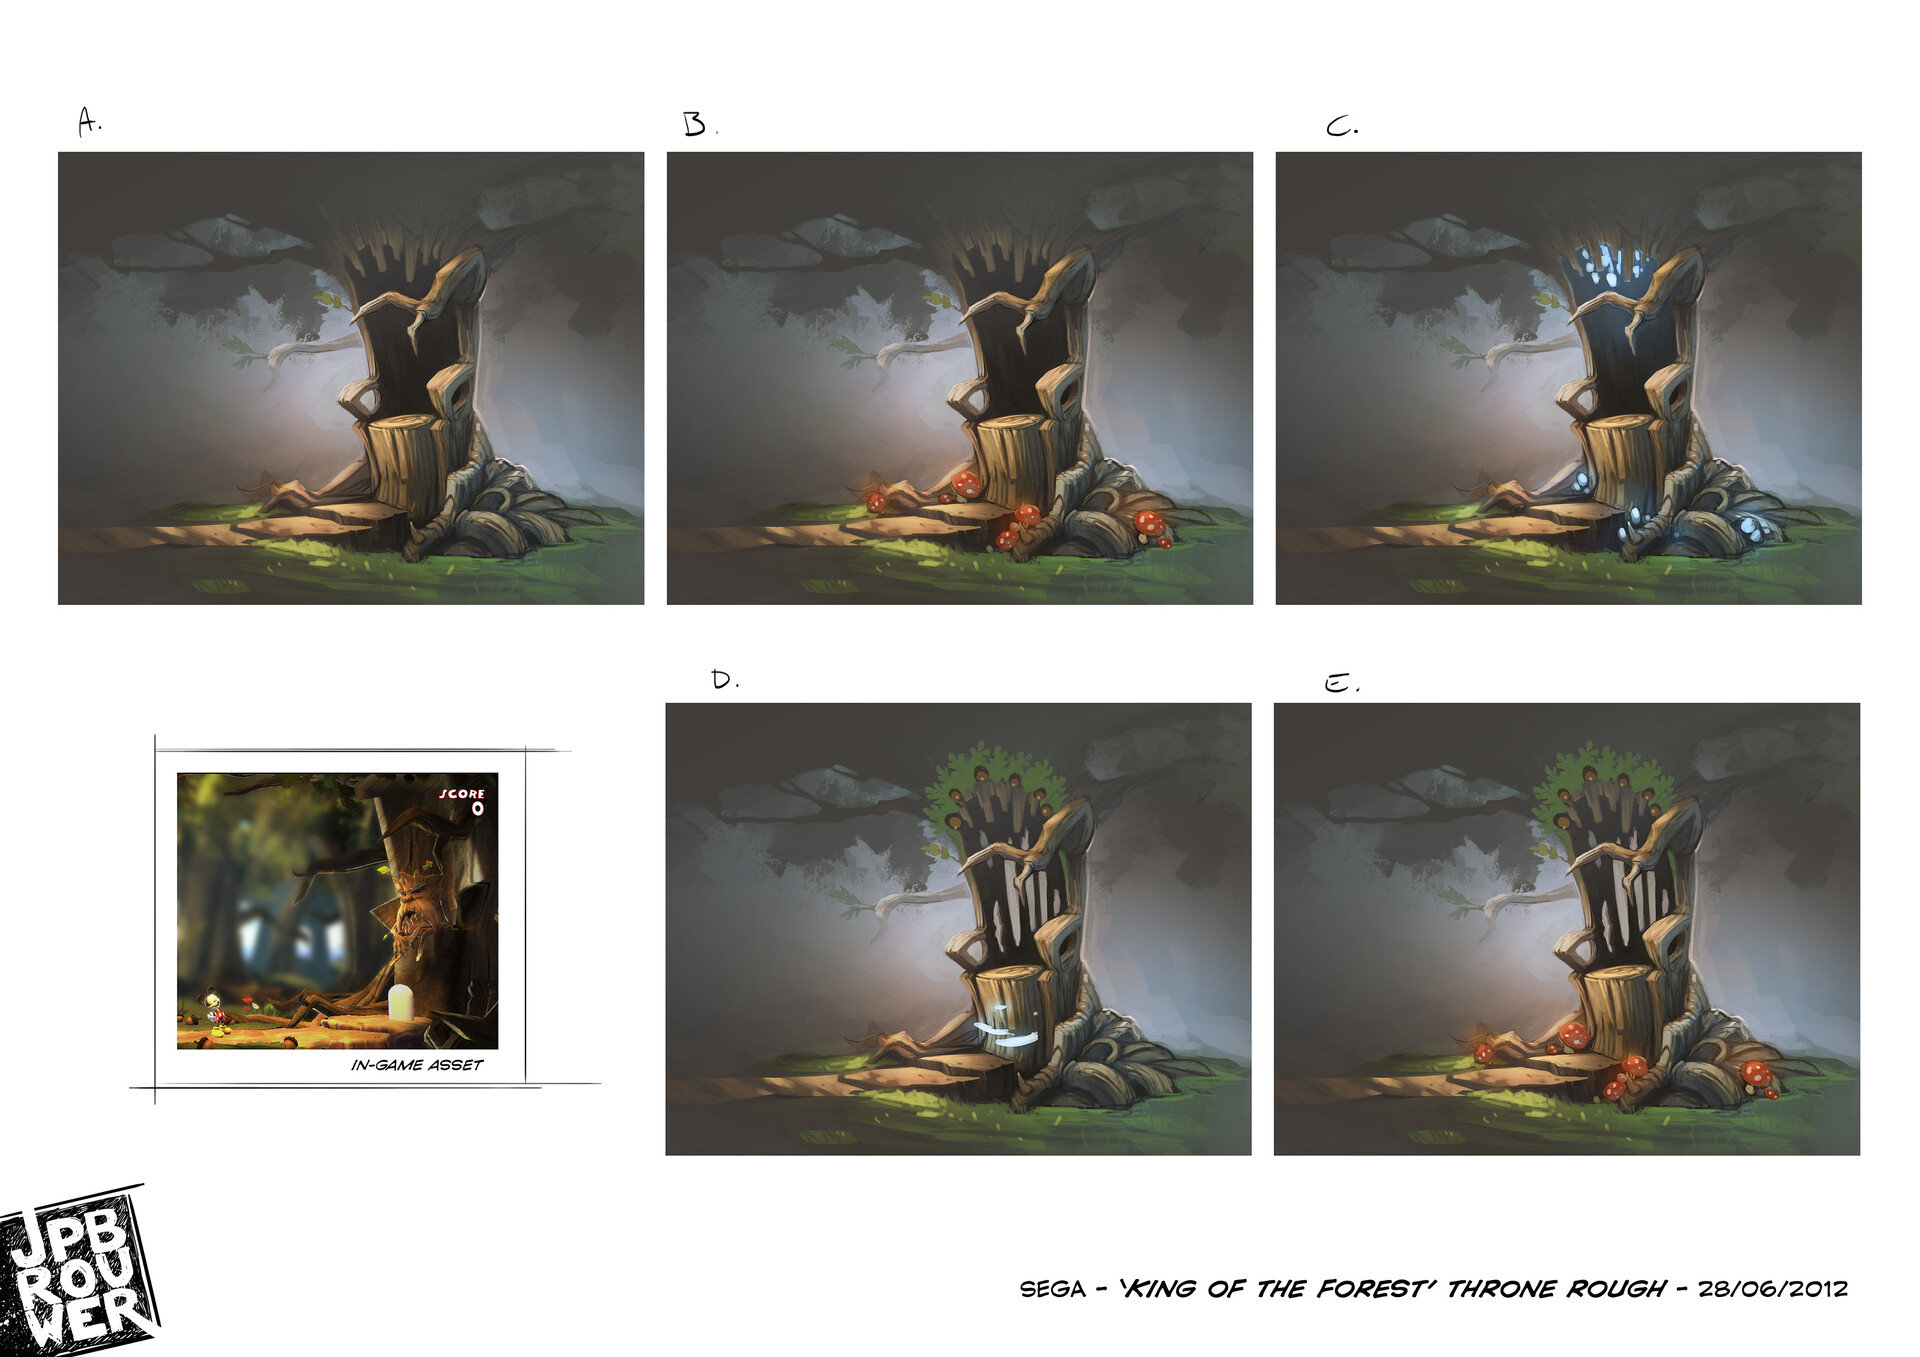 A.
B.
C.
D.
E.
SCORE
0
IN-GAME ASSET
JPB
ROU
WER
SEGA - 'KING OF THE FOREST' THRONE ROUGH - 28/06/2012